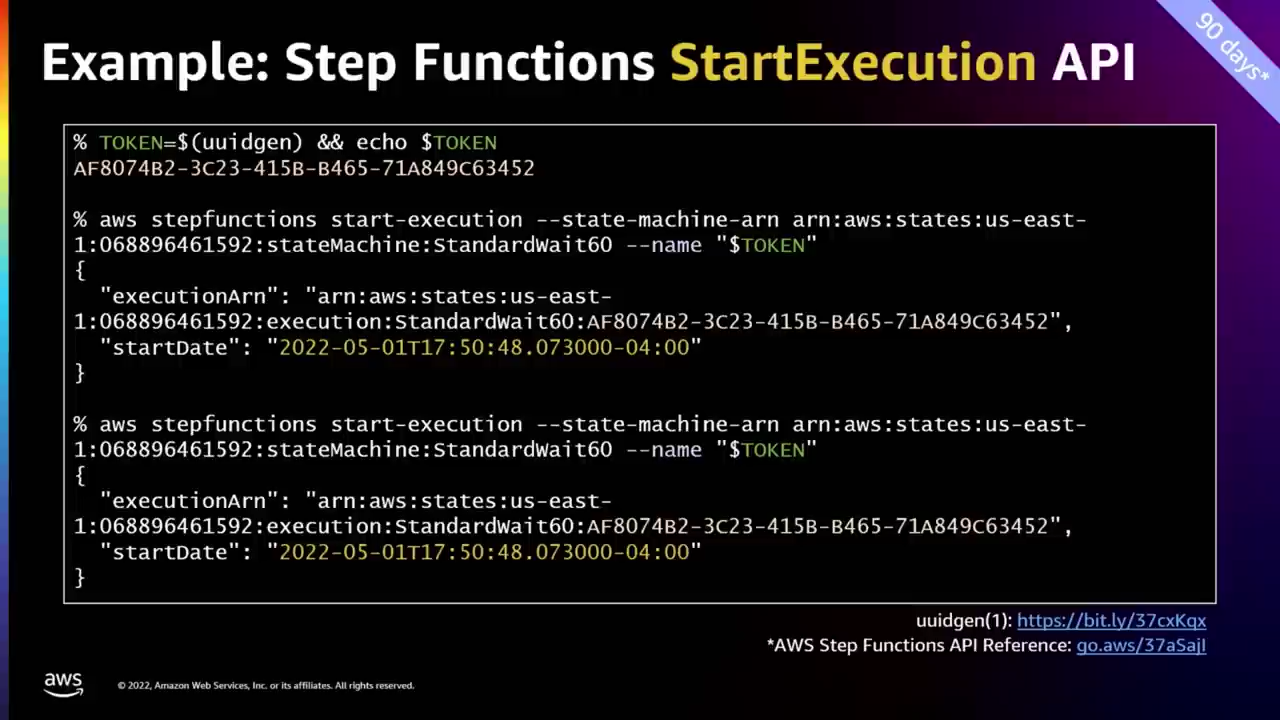 90 days*
Example: Step Functions StartExecution API
% TOKEN=$(uuidgen) && echo $TOKEN
AF8074B2-3C23-415B-B465-71A849C63452
% aws stepfunctions start-execution --state-machine-arn arn:aws:states:us-east-
1:068896461592:stateMachine:StandardWait60 --name "$TOKEN"
{
"executionArn": "arn:aws:states:us-east-
1:068896461592:execution:StandardWait60:AF8074B2-3C23-415B-B465-71A849C63452",
"startDate": "2022-05-01T17:50:48.073000-04:00"
}
% aws stepfunctions start-execution --state-machine-arn arn:aws:states:us-east-
1:068896461592:stateMachine:StandardWait60 --name "$TOKEN"
{
"executionArn": "arn:aws:states:us-east-
1:068896461592:execution:StandardWait60:AF8074B2-3C23-415B-B465-71A849C63452",
"startDate": "2022-05-01T17:50:48.073000-04:00"
}
uuidgen(1): https://bit.ly/37cxKqx
*AWS Step Functions API Reference: go.aws/37aSajI
aws
© 2022, Amazon Web Services, Inc. or its affiliates. All rights reserved.